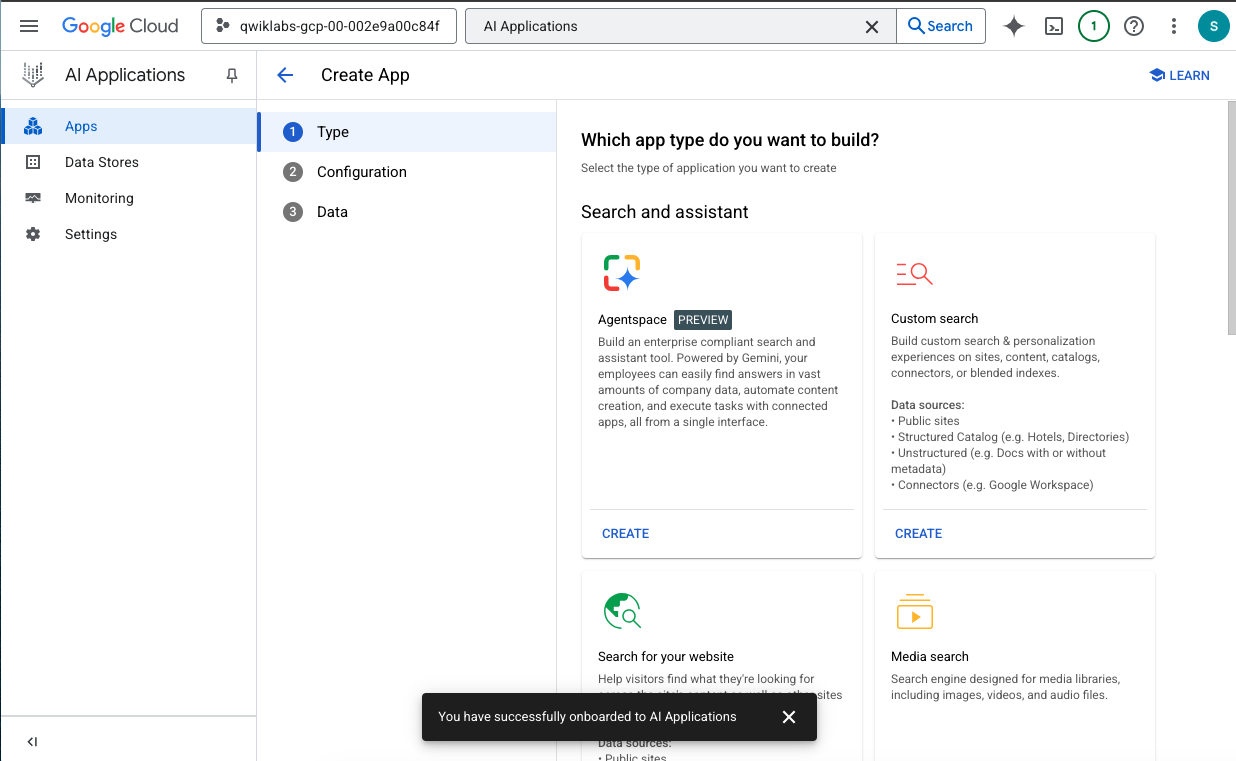 Google Cloud
qwiklabs-gcp-00-002e9a00c84f
AI Applications
Search
1
S
AI Applications
Create App
LEARN
Apps
Data Stores
Monitoring
Settings
1 Type
2 Configuration
3 Data
Which app type do you want to build?
Select the type of application you want to create
Search and assistant
Agentspace PREVIEW
Build an enterprise compliant search and
assistant tool. Powered by Gemini, your
employees can easily find answers in vast
amounts of company data, automate content
creation, and execute tasks with connected
apps, all from a single interface.
CREATE
Custom search
Build custom search & personalization
experiences on sites, content, catalogs,
connectors, or blended indexes.
Data sources:
• Public sites
• Structured Catalog (e.g. Hotels, Directories)
• Unstructured (e.g. Docs with or without
metadata)
• Connectors (e.g. Google Workspace)
CREATE
Search for your website
Help visitors find what they're looking for
across the site's content as well as other sites
Data sources:
• Public sites
Media search
Search engine designed for media libraries,
including images, videos, and audio files.
You have successfully onboarded to AI Applications